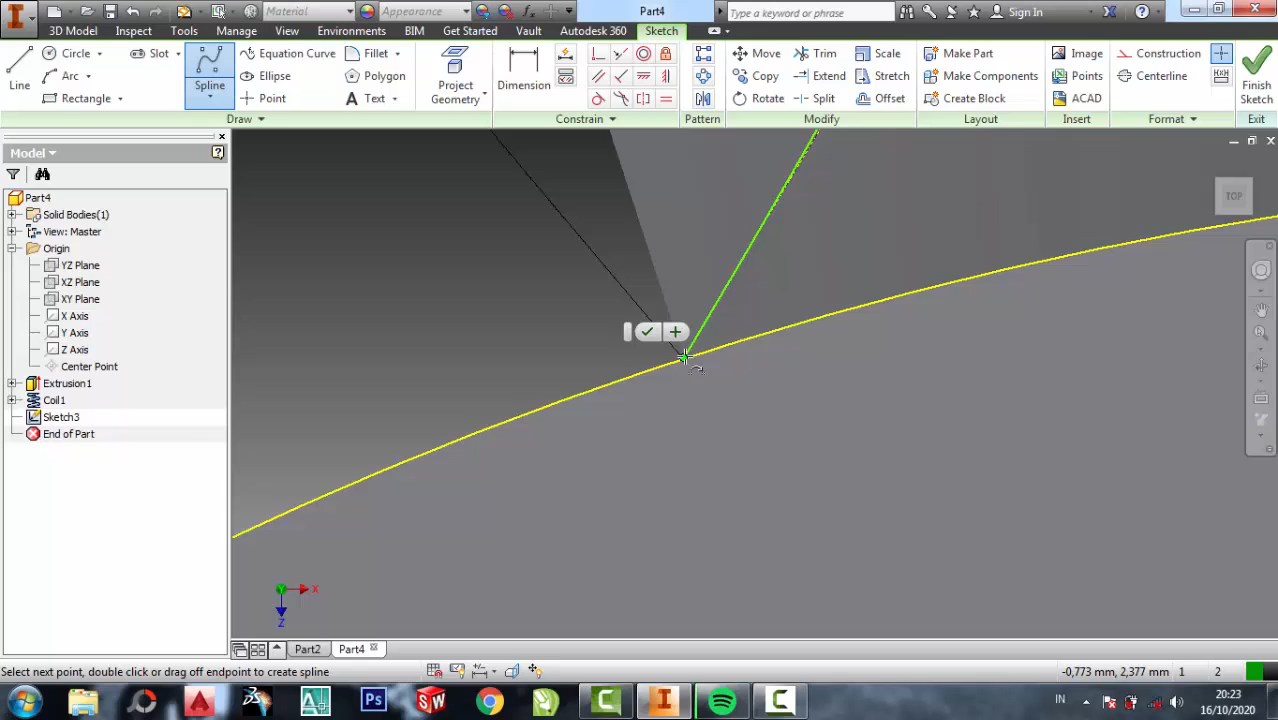 Material
Appearance
Part4
Type a keyword or phrase
Sign In
3D Model
Inspect
Tools
Manage
View
Environments
BIM
Get Started
Vault
Autodesk 360
Sketch
Line
Circle
Arc
Rectangle
Slot
Spline
Equation Curve
Ellipse
Point
Fillet
Polygon
Text
Project
Geometry
Dimension
Move
Copy
Rotate
Trim
Extend
Split
Scale
Stretch
Offset
Make Part
Make Components
Create Block
Image
Points
ACAD
Construction
Centerline
Finish
Sketch
Draw
Constrain
Pattern
Modify
Layout
Insert
Format
Exit
Model
Part4
Solid Bodies(1)
View: Master
Origin
YZ Plane
XZ Plane
XY Plane
X Axis
Y Axis
Z Axis
Center Point
Extrusion1
Coil1
Sketch3
End of Part
TOP
X
Z
Part2
Part4
Select next point, double click or drag off endpoint to create spline
-0,773 mm, 2,377 mm
1
2
Ps
SW
IN
20:23
16/10/2020